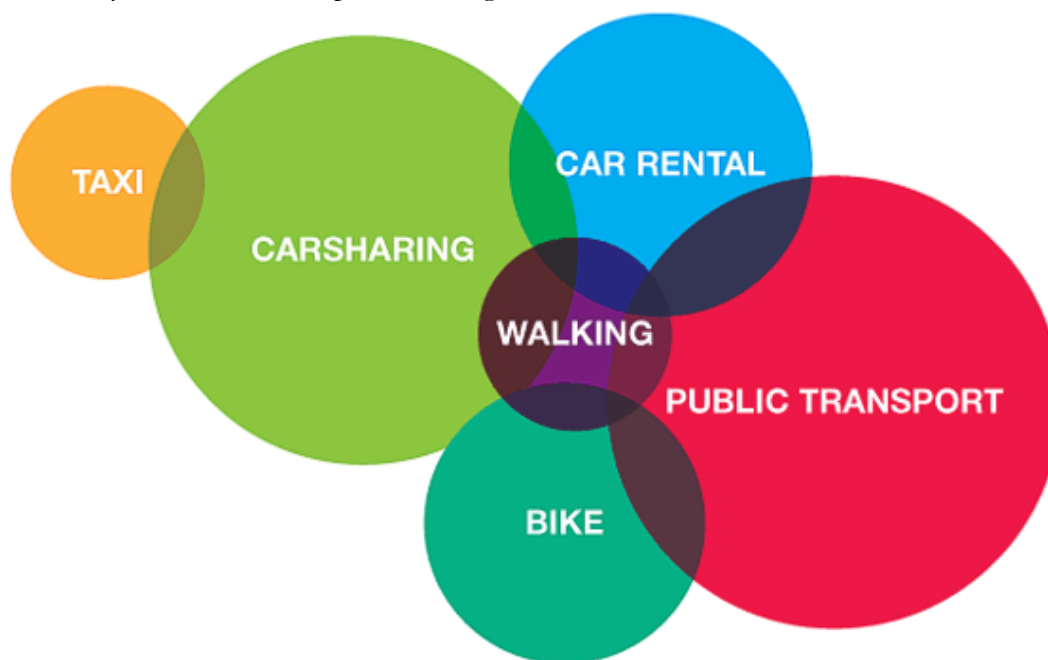 TAXI
CARSHARING
CAR RENTAL
WALKING
PUBLIC TRANSPORT
BIKE